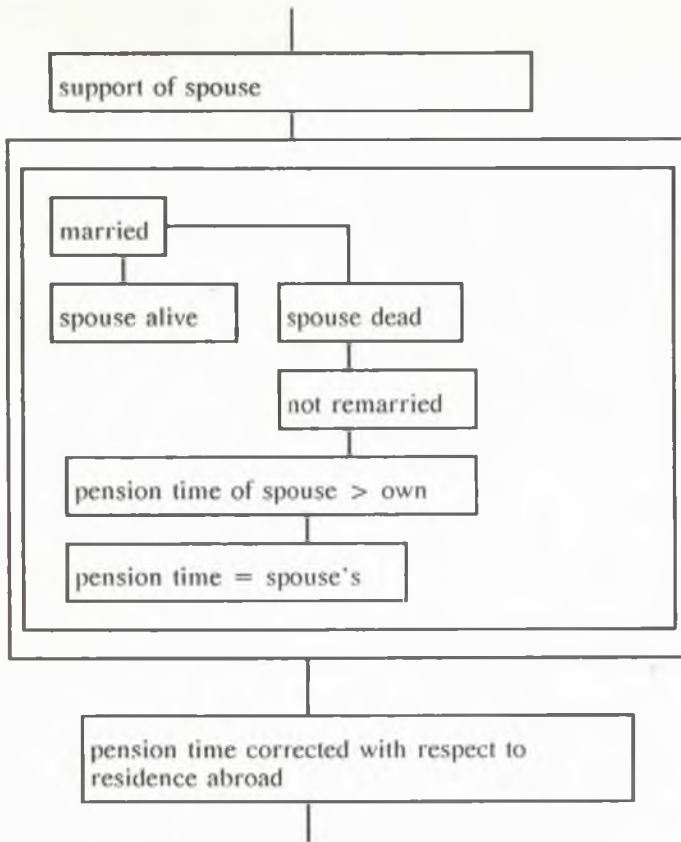 support of spouse
married
spouse alive
spouse dead
not remarried
pension time of spouse > own
pension time = spouse's
pension time corrected with respect to
residence abroad